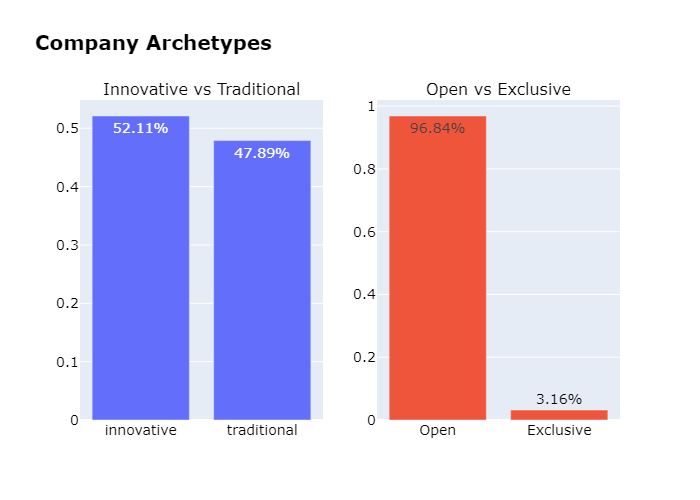 Company Archetypes
Innovative vs Traditional
Open vs Exclusive
0.5
0.4
0.3
0.2
0.1
0
52.11%
47.89%
innovative
traditional
1
0.8
0.6
0.4
0.2
0
96.84%
3.16%
Open
Exclusive